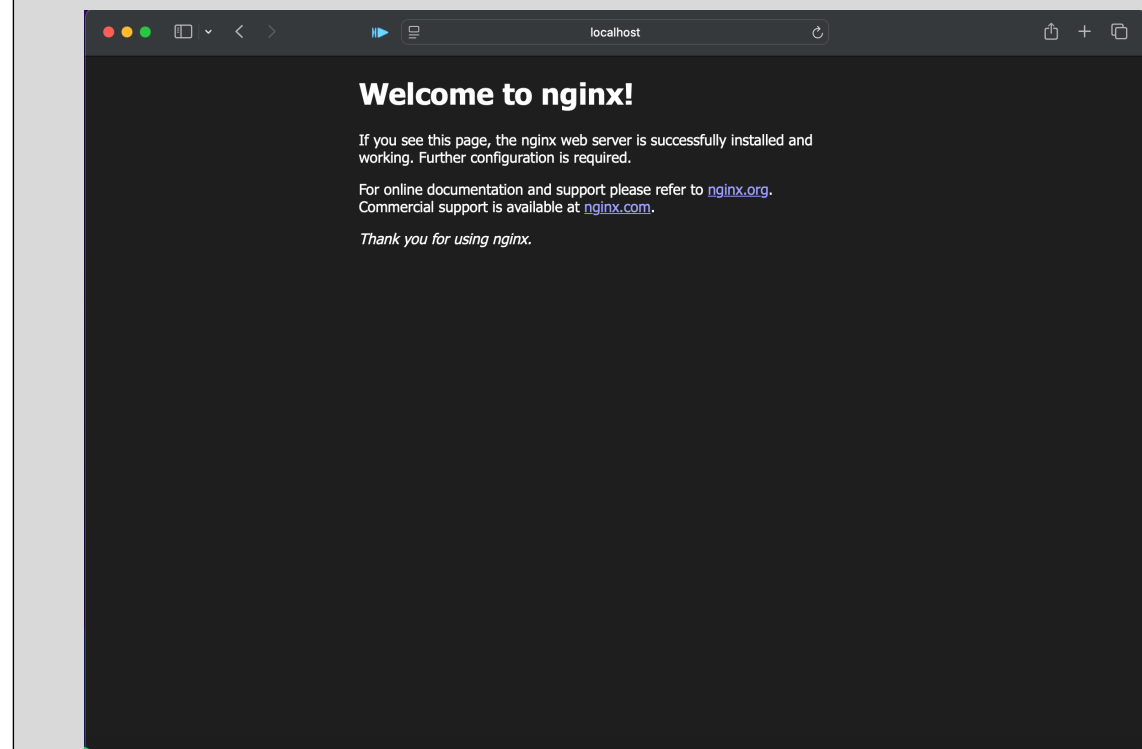 localhost
Welcome to nginx!
If you see this page, the nginx web server is successfully installed and
working. Further configuration is required.
For online documentation and support please refer to nginx.org.
Commercial support is available at nginx.com.
Thank you for using nginx.